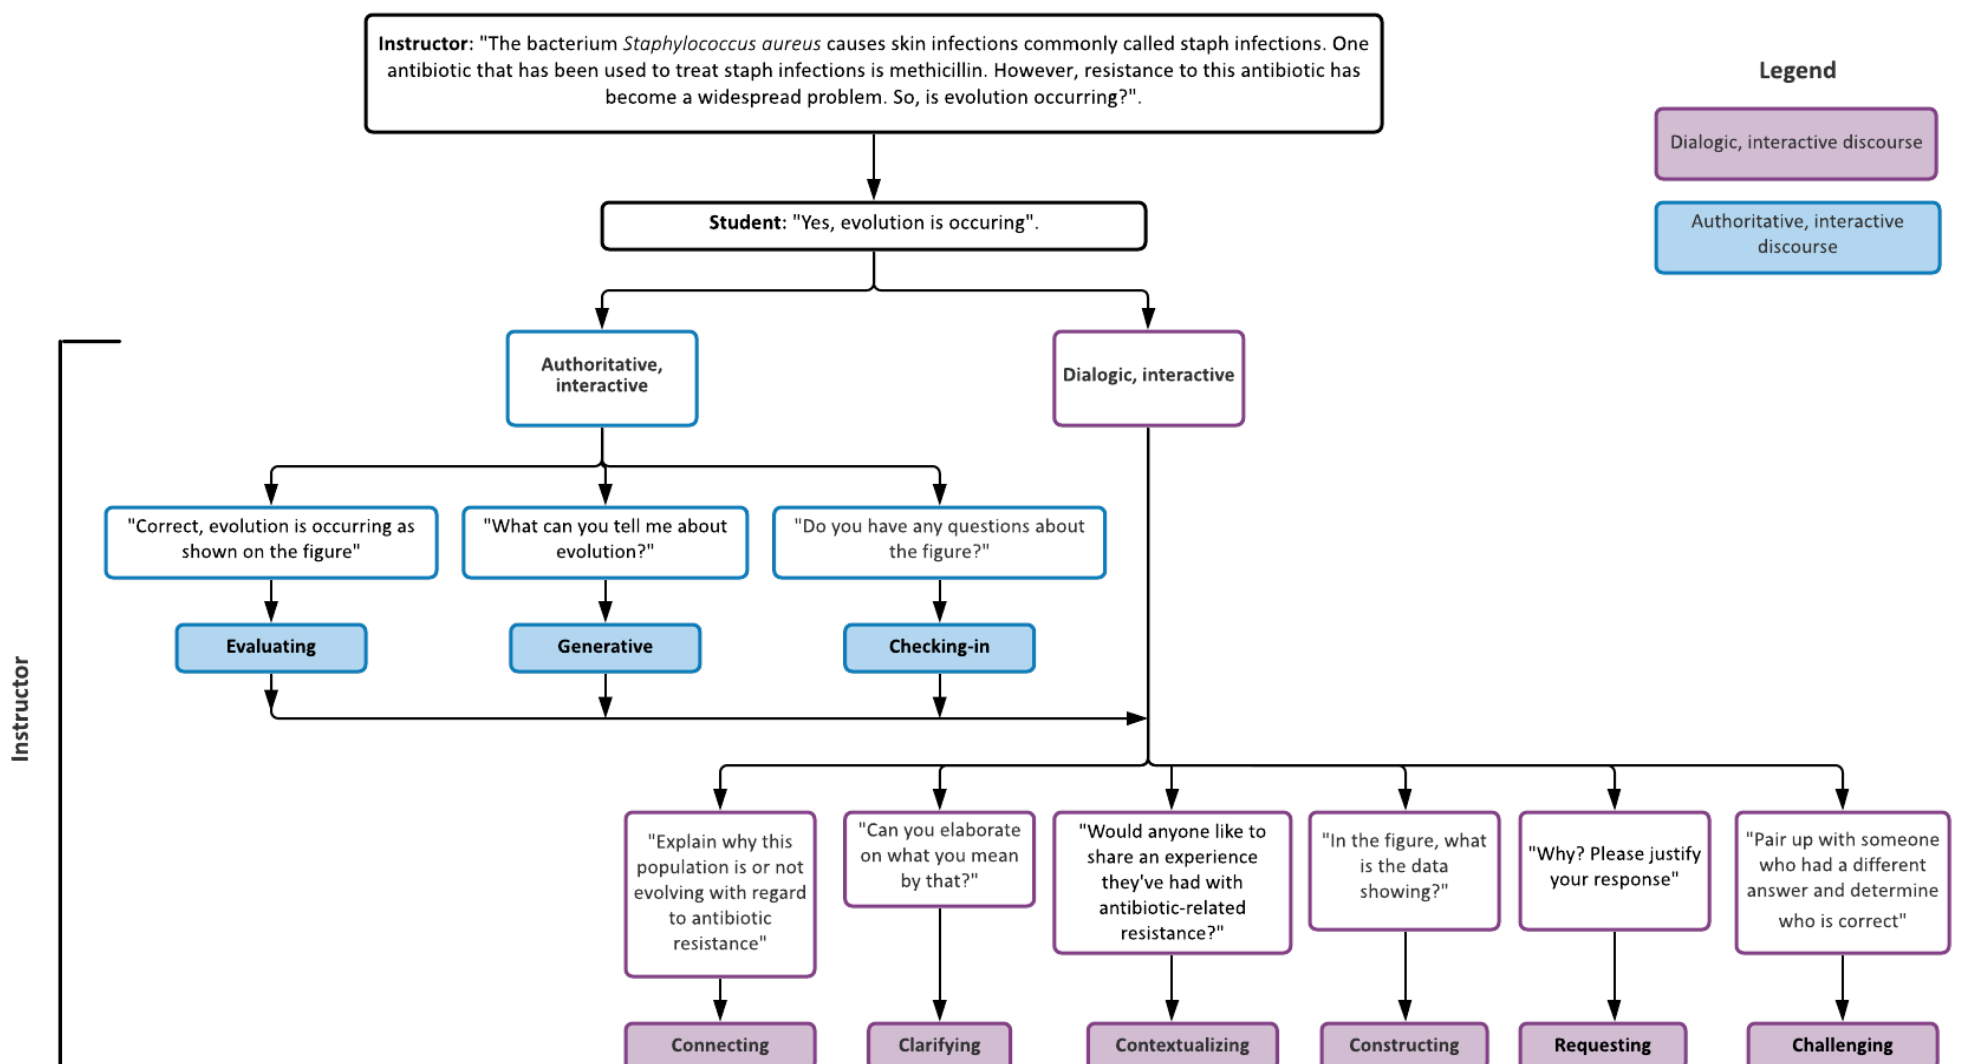 Instructor: "The bacterium Staphylococcus aureus causes skin infections commonly called staph infections. One
antibiotic that has been used to treat staph infections is methicillin. However, resistance to this antibiotic has
become a widespread problem. So, is evolution occurring?".
Legend
Dialogic, interactive discourse
Authoritative, interactive
discourse
Student: "Yes, evolution is occuring".
Authoritative,
interactive
Dialogic, interactive
"Correct, evolution is occurring as
shown on the figure"
"What can you tell me about
evolution?"
"Do you have any questions about
the figure?"
Evaluating
Generative
Checking-in
Instructor
"Explain why this
population is or not
evolving with regard
to antibiotic
resistance"
"Can you elaborate
on what you mean
by that?"
"Would anyone like to
share an experience
they've had with
antibiotic-related
resistance?"
"In the figure, what
is the data
showing?"
"Why? Please justify
your response"
"Pair up with someone
who had a different
answer and determine
who is correct"
Connecting
Clarifying
Contextualizing
Constructing
Requesting
Challenging